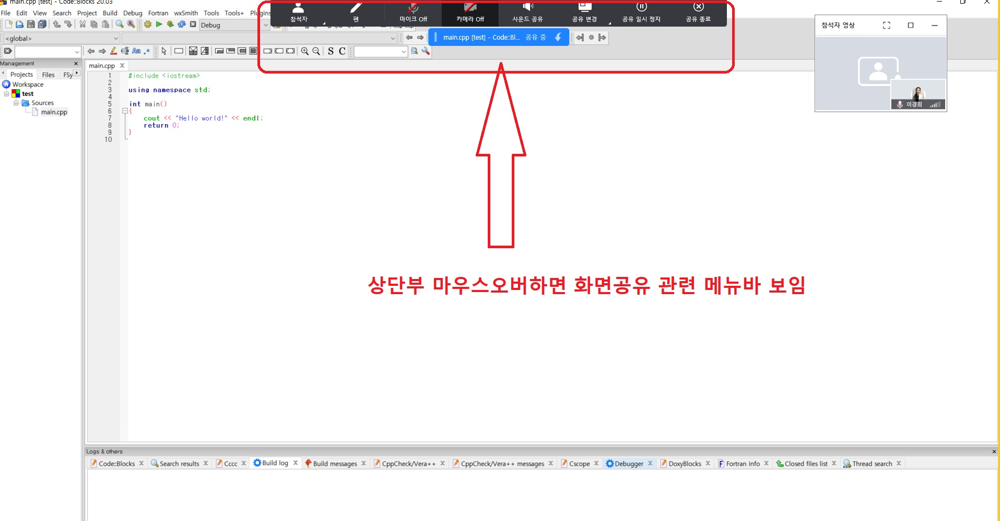 main.cpp [test] - Code::Blocks 20.03
File Edit View Search Project Build Debug Fortran wxSmith Tools Tools+ Plugins
참석자 펜 마이크 Off 카메라 Off 사운드 공유 공유 변경 공유 일시 정지 공유 종료
Debug
<global>
main.cpp [test] - Code::Bl... 공유 중
Aa .*
S C
참석자 영상
이경희
Management
Projects Files FSy
Workspace
test
Sources
main.cpp
main.cpp
1 #include <iostream>
2
3 using namespace std;
4
5 int main()
6 {
7 cout << "Hello world!" << endl;
8 return 0;
9 }
10
상단부 마우스오버하면 화면공유 관련 메뉴바 보임
Logs & others
Code::Blocks Search results Cccc Build log Build messages CppCheck/Vera++ CppCheck/Vera++ messages Cscope Debugger DoxyBlocks Fortran info Closed files list Thread search